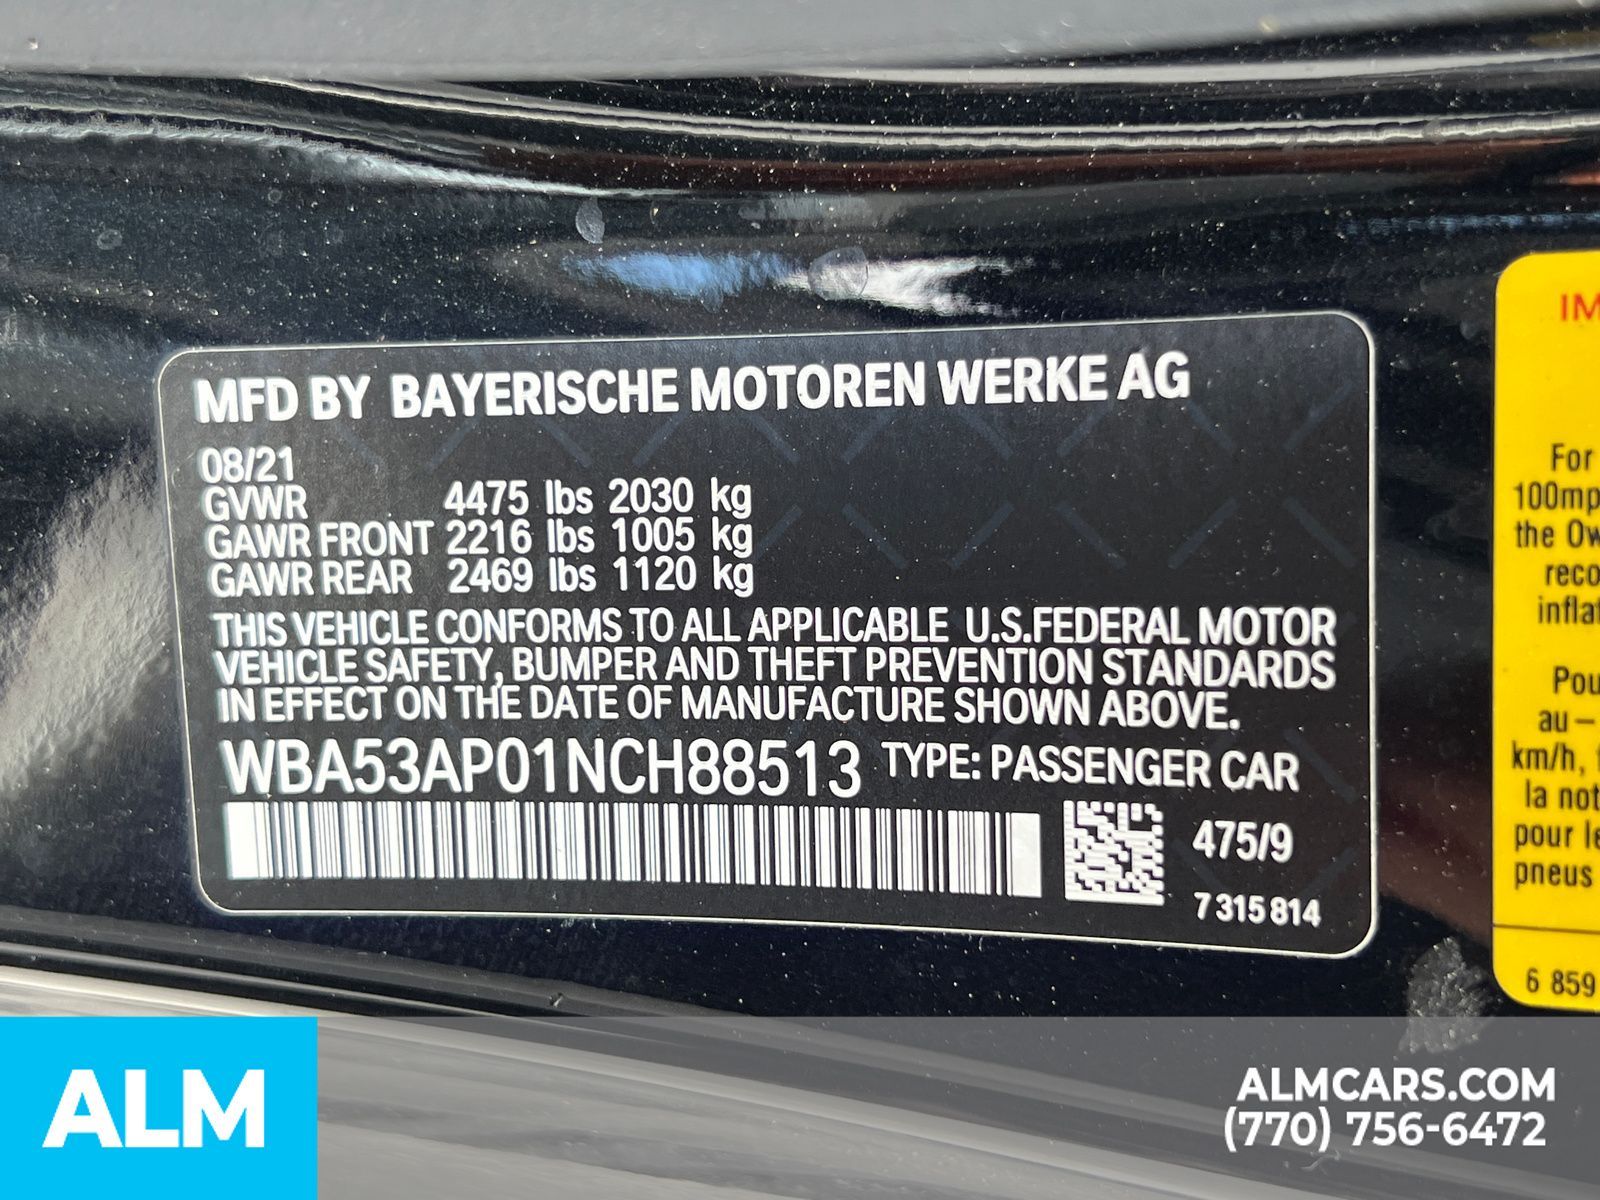 MFD BY BAYERISCHE MOTOREN WERKE AG
08/21
GVWR 4475 lbs 2030 kg
GAWR FRONT 2216 lbs 1005 kg
GAWR REAR 2469 lbs 1120 kg
THIS VEHICLE CONFORMS TO ALL APPLICABLE U.S.FEDERAL MOTOR
VEHICLE SAFETY, BUMPER AND THEFT PREVENTION STANDARDS
IN EFFECT ON THE DATE OF MANUFACTURE SHOWN ABOVE.
WBA53AP01NCH88513 TYPE: PASSENGER CAR
475/9
7 315 814
IM
For
100mp
the Ow
reco
inflat
Pou
au –
km/h,
la not
pour le
pneus
6 859
ALM
ALMCARS.COM
(770) 756-6472